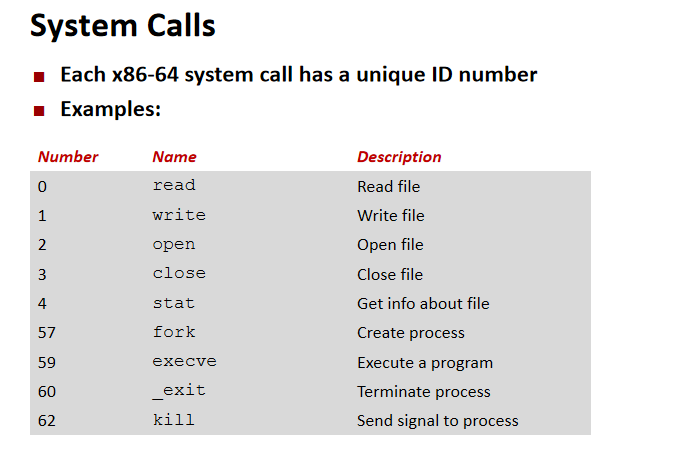 System Calls
Each x86-64 system call has a unique ID number
Examples:
Number Name Description
0 read Read file
1 write Write file
2 open Open file
3 close Close file
4 stat Get info about file
57 fork Create process
59 execve Execute a program
60 _exit Terminate process
62 kill Send signal to process